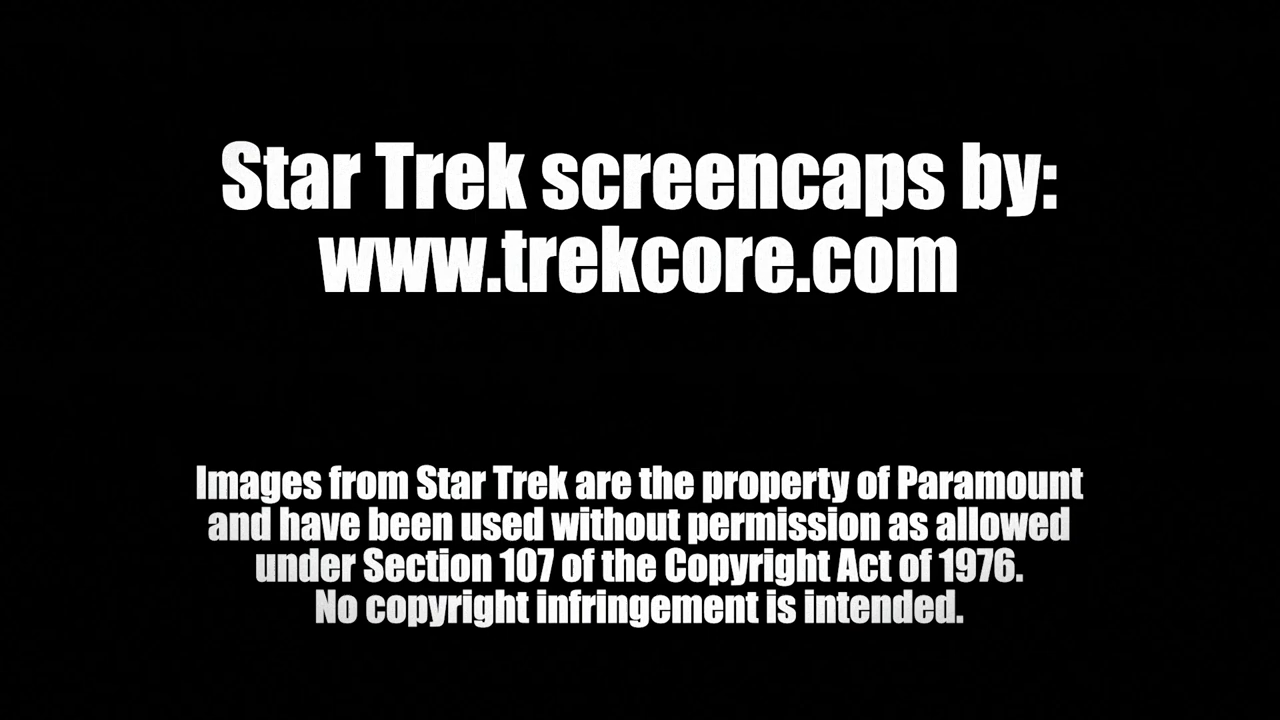 Star Trek screencaps by:
www.trekcore.com
Images from Star Trek are the property of Paramount
and have been used without permission as allowed
under Section 107 of the Copyright Act of 1976.
No copyright infringement is intended.